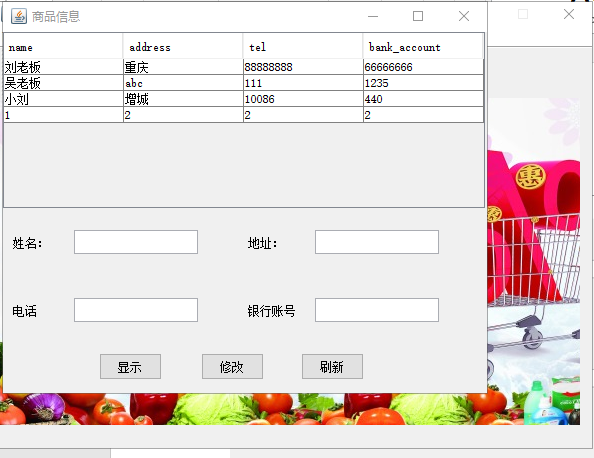 商品信息
name address tel bank_account
刘老板 重庆 88888888 66666666
吴老板 abc 111 1235
小刘 增城 10086 440
1 2 2 2
姓名: 地址:
电话 银行账号
显示 修改 刷新
惠